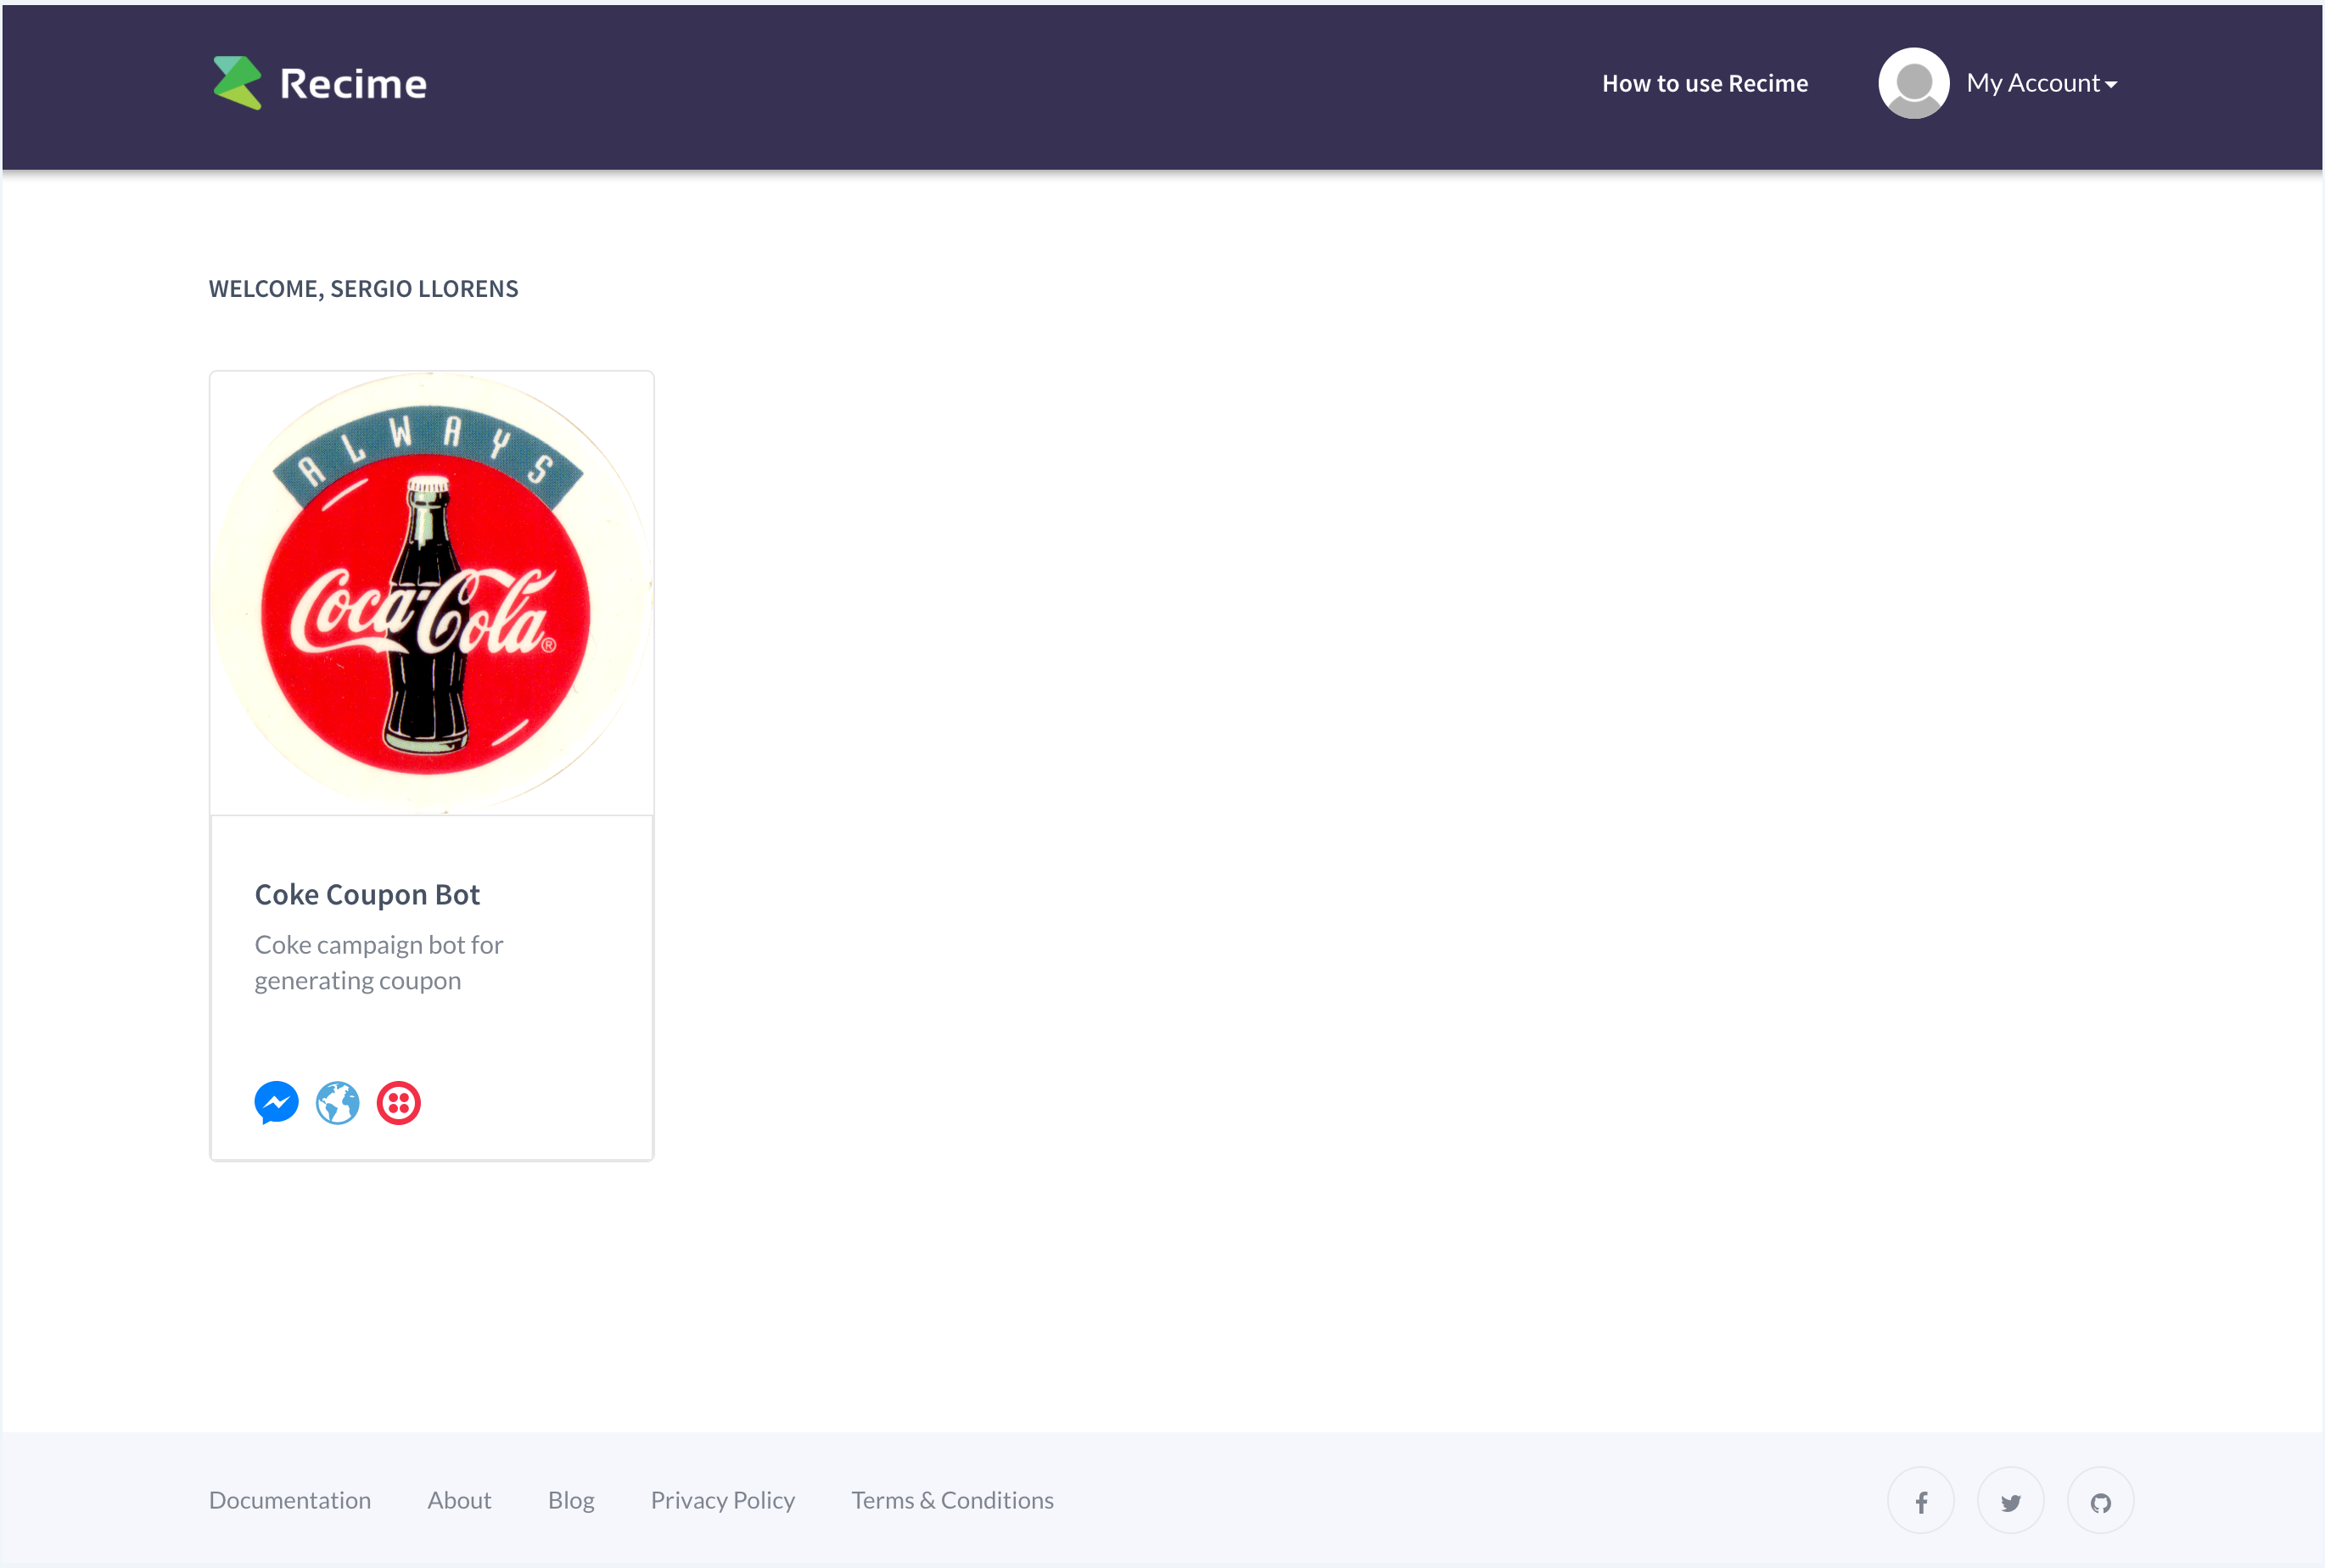 Recime
How to use Recime
My Account
WELCOME, SERGIO LLORENS
ALWAYS
Coca-Cola®
Coke Coupon Bot
Coke campaign bot for
generating coupon
Documentation
About
Blog
Privacy Policy
Terms & Conditions